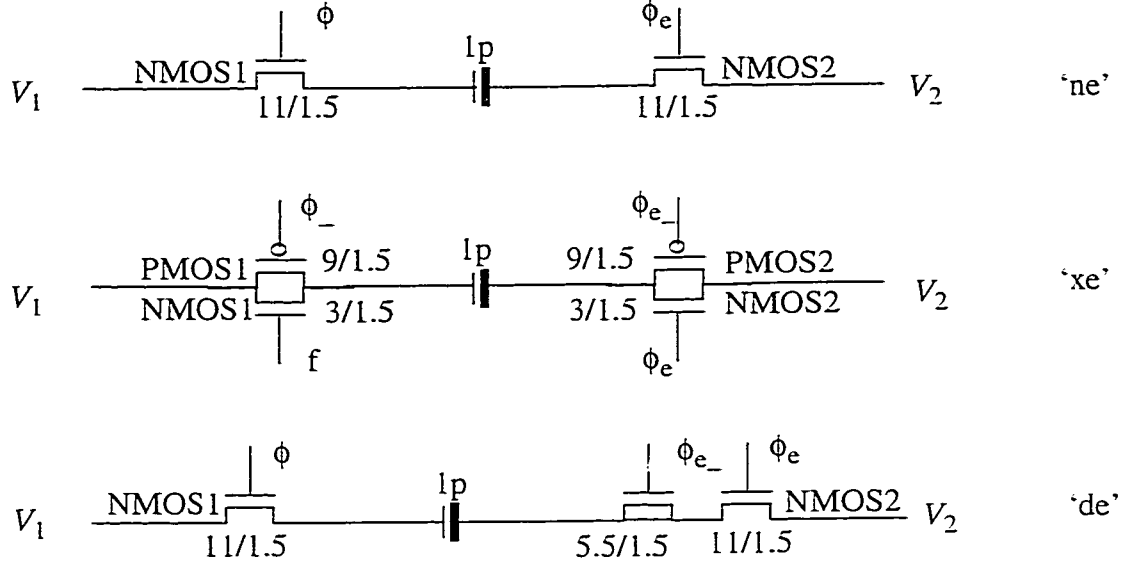 ϕ ϕe
1p
NMOS1 NMOS2
V1 V2 'ne'
11/1.5 11/1.5
ϕ_ ϕe_
1p
PMOS1 9/1.5 9/1.5 PMOS2
V1 V2 'xe'
NMOS1 3/1.5 3/1.5 NMOS2
f ϕe
ϕ ϕe_ ϕe
1p
NMOS1 NMOS2
V1 V2 'de'
11/1.5 5.5/1.5 11/1.5